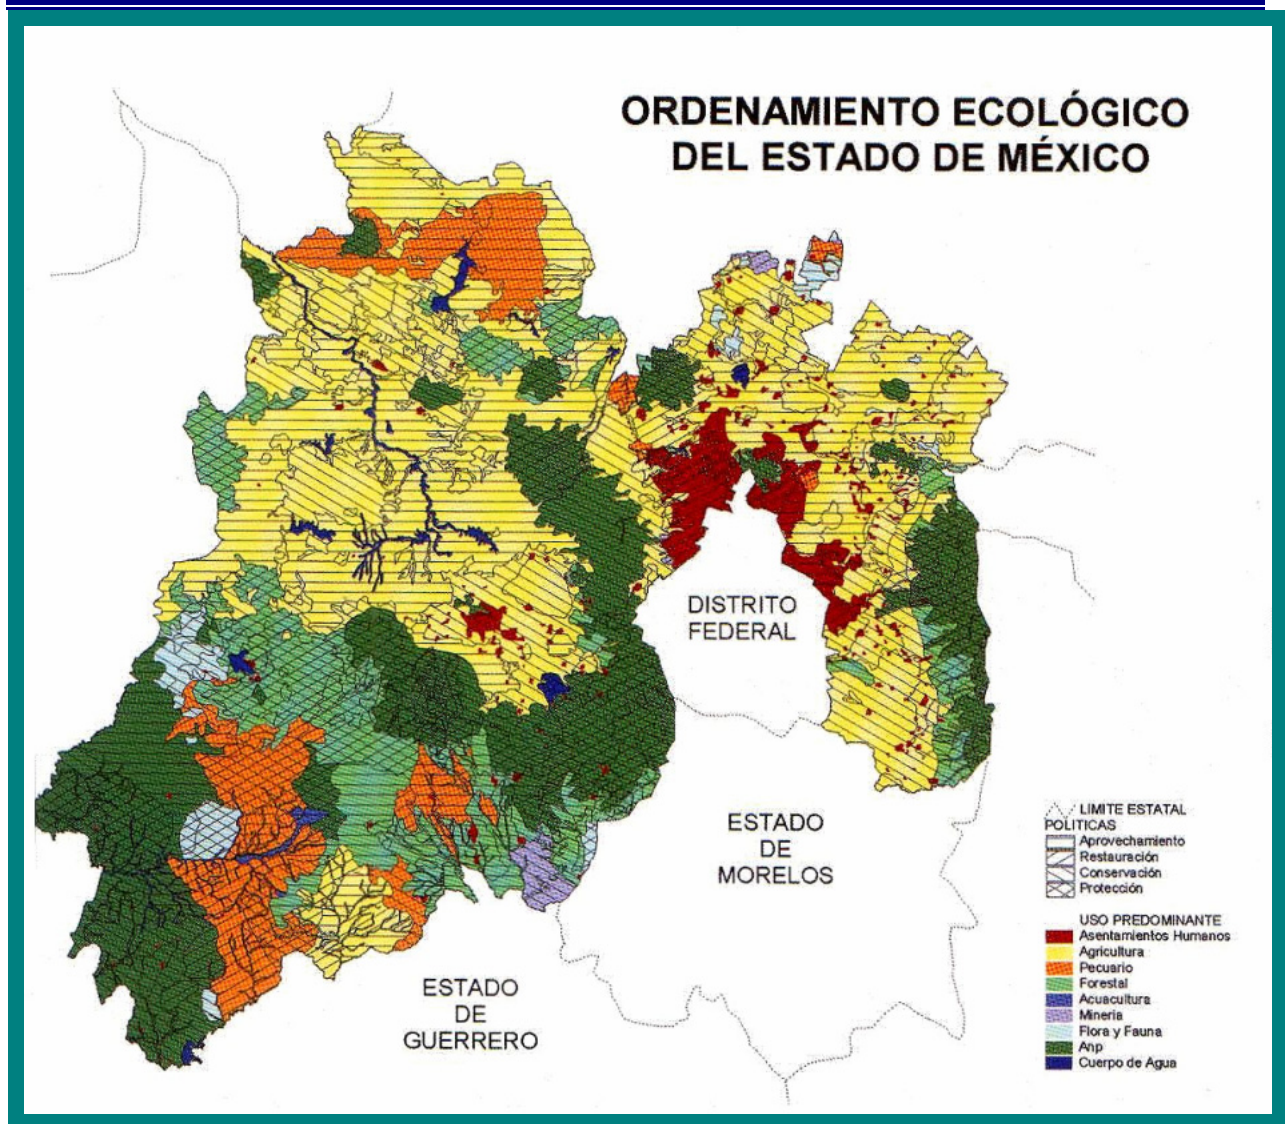 ORDENAMIENTO ECOLÓGICO
DEL ESTADO DE MÉXICO
DISTRITO
FEDERAL
ESTADO
DE
MORELOS
ESTADO
DE
GUERRERO
LIMITE ESTATAL
POLITICAS
Aprovechamiento
Restauración
Conservación
Protección
USO PREDOMINANTE
Asentamientos Humanos
Agricultura
Pecuario
Forestal
Acuacultura
Mineria
Flora y Fauna
Anp
Cuerpo de Agua